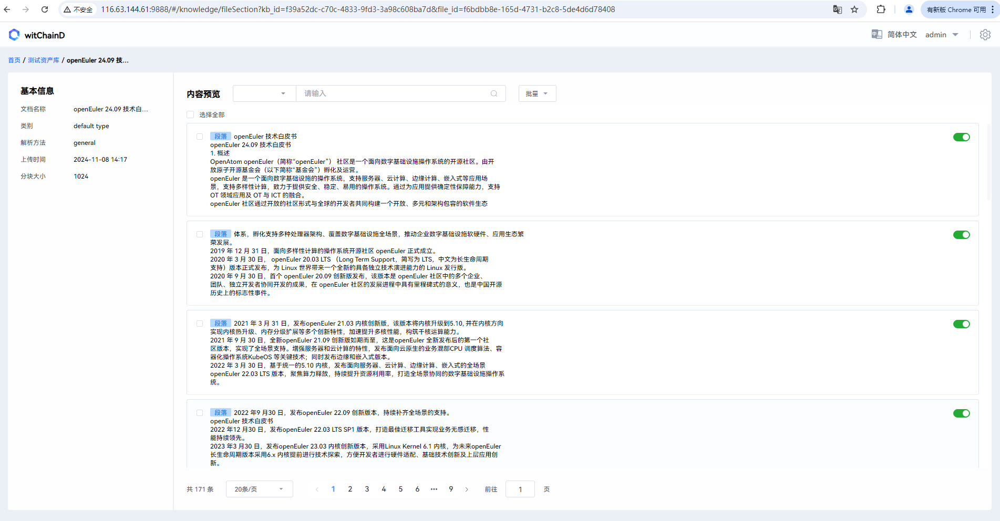 不安全
116.63.144.61:9888/#/knowledge/fileSection?kb_id=f39a52dc-c70c-4833-9fd3-3a98c608ba7d&file_id=f6bdbb8e-165d-4731-b2c8-5de4d6d78408
有新版 Chrome 可用
witChainD
简体中文 admin
首页 / 测试资产库 / openEuler 24.09 技...
基本信息
文档名称 openEuler 24.09 技术白...
类别 default type
解析方法 general
上传时间 2024-11-08 14:17
分块大小 1024
内容预览 请输入 批量
选择全部
段落 openEuler 技术白皮书
openEuler 24.09 技术白皮书
1. 概述
OpenAtom openEuler（简称“openEuler”） 社区是一个面向数字基础设施操作系统的开源社区。由开
放原子开源基金会（以下简称“基金会”）孵化及运营。
openEuler 是一个面向数字基础设施的操作系统，支持服务器、云计算、边缘计算、嵌入式等应用场
景，支持多样性计算，致力于提供安全、稳定、易用的操作系统。通过为应用提供确定性保障能力，支持
OT 领域应用及 OT 与 ICT 的融合。
openEuler 社区通过开放的社区形式与全球的开发者共同构建一个开放、多元和架构包容的软件生态
段落 体系，孵化支持多种处理器架构、覆盖数字基础设施全场景，推动企业数字基础设施软硬件、应用生态繁
荣发展。
2019 年 12 月 31 日，面向多样性计算的操作系统开源社区 openEuler 正式成立。
2020 年 3 月 30 日， openEuler 20.03 LTS （Long Term Support，简写为 LTS，中文为长生命周期
支持）版本正式发布，为 Linux 世界带来一个全新的具备独立技术演进能力的 Linux 发行版。
2020 年 9 月 30 日，首个 openEuler 20.09 创新版发布，该版本是 openEuler 社区中的多个企业、
团队、独立开发者协同开发的成果，在 openEuler 社区的发展进程中具有里程碑式的意义，也是中国开源
历史上的标志性事件。
段落 2021 年 3 月 31 日，发布openEuler 21.03 内核创新版，该版本将内核升级到5.10, 并在内核方向
实现内核热升级、内存分级扩展等多个创新特性，加速提升多核性能，构筑千核运算能力。
2021 年 9 月 30 日，全新openEuler 21.09 创新版如期而至，这是openEuler 全新发布后的第一个社
区版本，实现了全场景支持。增强服务器和云计算的特性，发布面向云原生的业务混部CPU 调度算法、容
器化操作系统KubeOS 等关键技术；同时发布边缘和嵌入式版本。
2022 年 3 月 30 日，基于统一的5.10 内核，发布面向服务器、云计算、边缘计算、嵌入式的全场景
openEuler 22.03 LTS 版本，聚焦算力释放，持续提升资源利用率，打造全场景协同的数字基础设施操作系
统。
段落 2022 年9 月30 日，发布openEuler 22.09 创新版本，持续补齐全场景的支持。
openEuler 技术白皮书
2022 年12 月30 日，发布openEuler 22.03 LTS SP1 版本，打造最佳迁移工具实现业务无感迁移，性
能持续领先。
2023 年3 月30 日，发布openEuler 23.03 内核创新版本，采用Linux Kernel 6.1 内核，为未来openEuler
长生命周期版本采用6.x 内核提前进行技术探索，方便开发者进行硬件适配、基础技术创新及上层应用创
新。
共 171 条 20条/页 1 2 3 4 5 6 ••• 9 前往 1 页